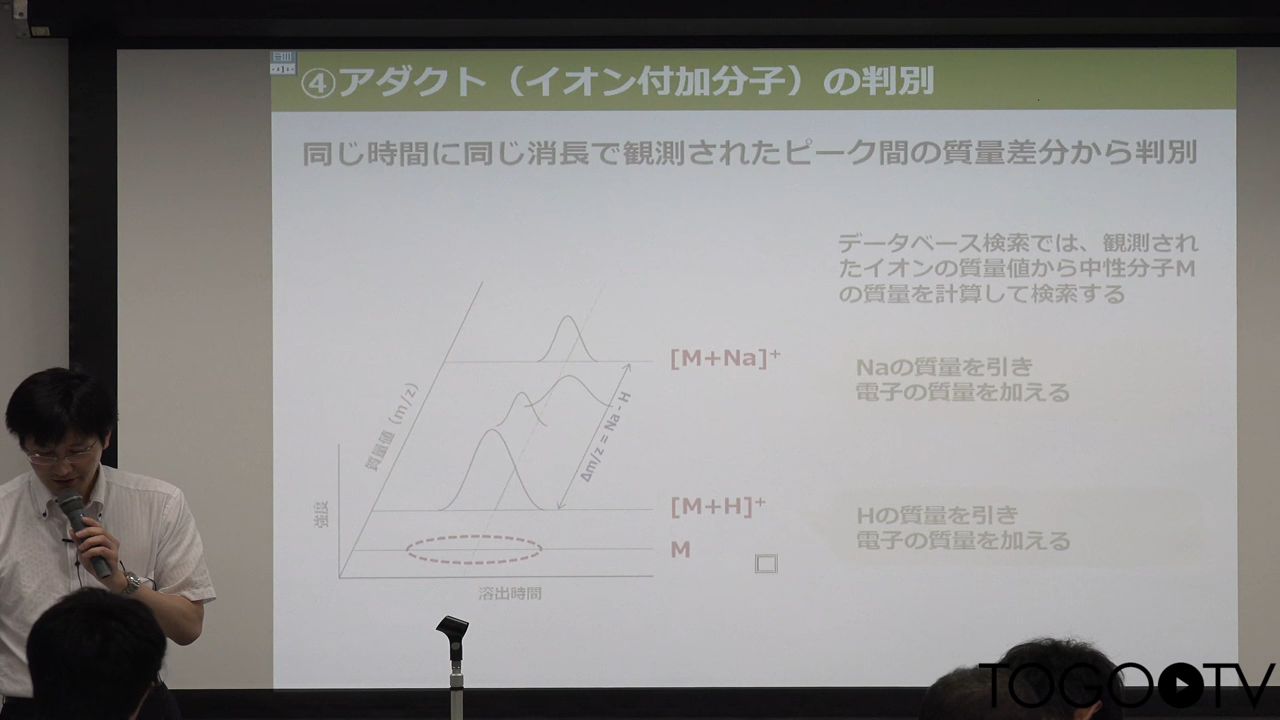 ④アダクト（イオン付加分子）の判別
同じ時間に同じ消長で観測されたピーク間の質量差分から判別
データベース検索では、観測され
たイオンの質量値から中性分子M
の質量を計算して検索する
[M+Na]⁺
Naの質量を引き
電子の質量を加える
質量値（m/z）
Δm/z = Na - H
強度
[M+H]⁺
Hの質量を引き
電子の質量を加える
M
溶出時間
TOGOTV